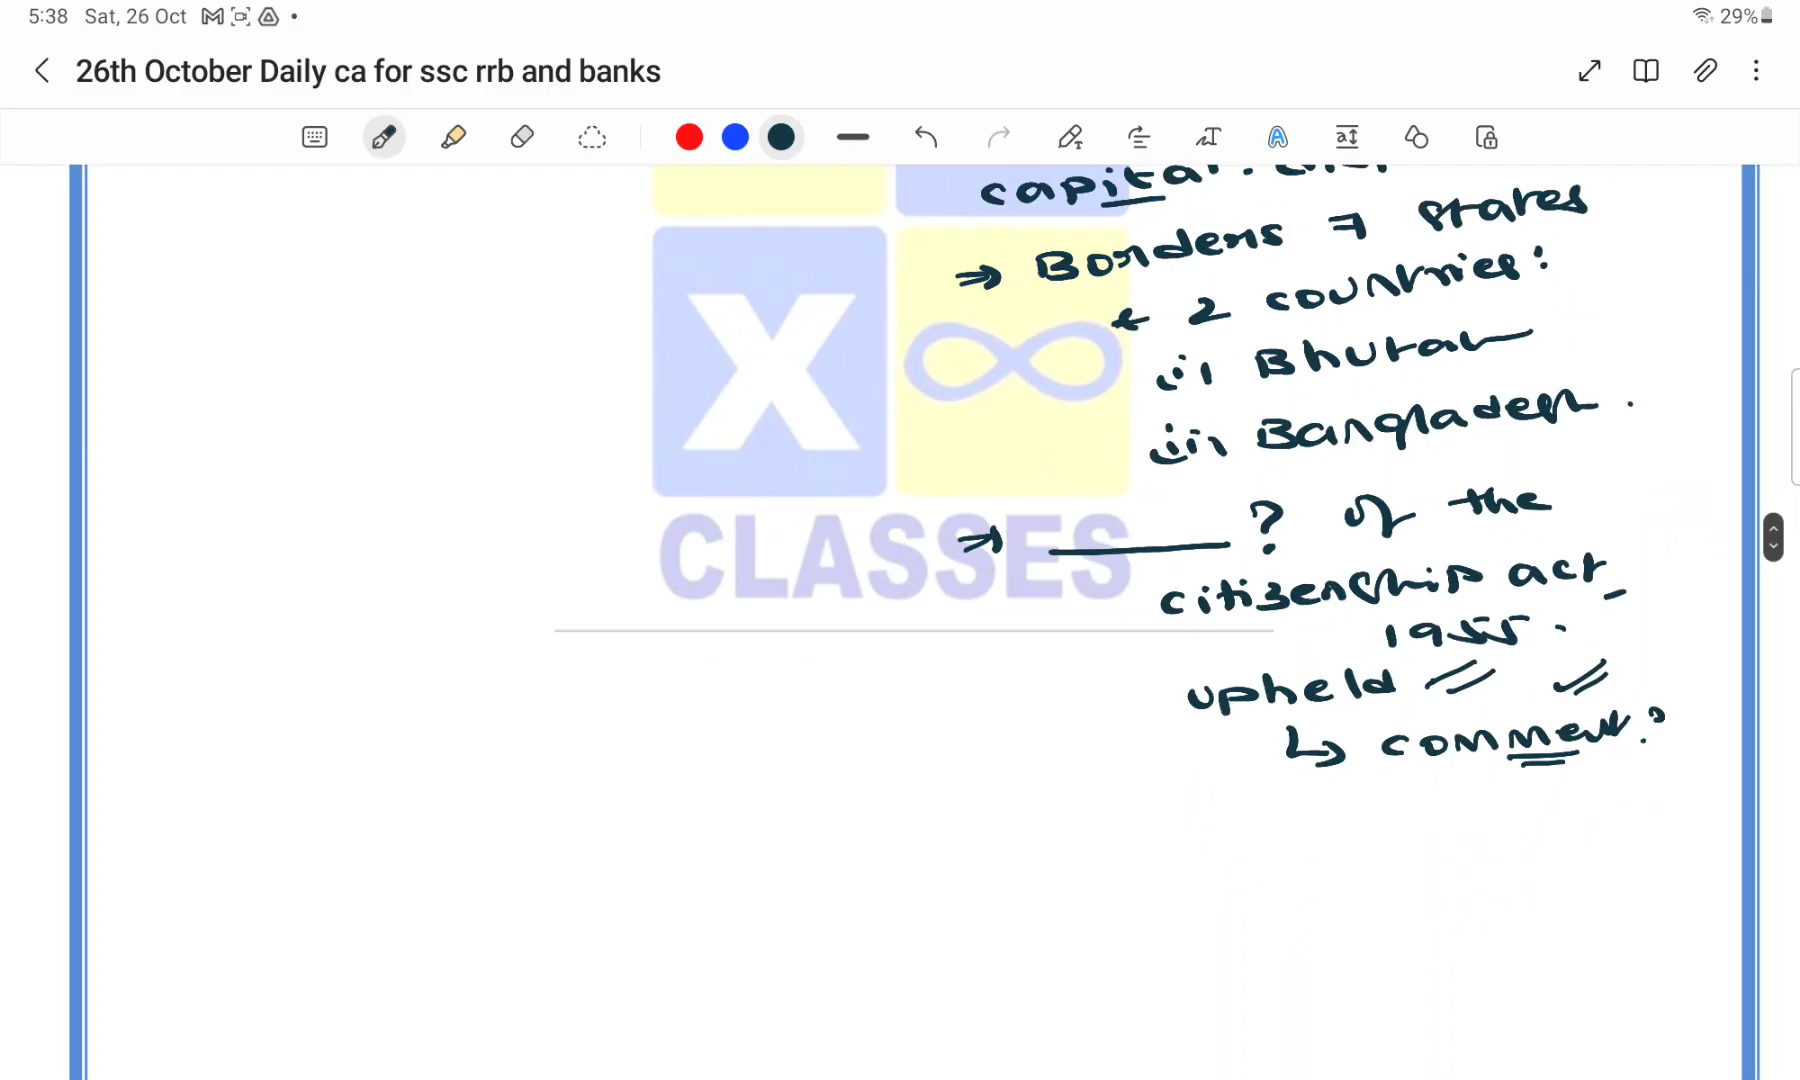 5:38 Sat, 26 Oct
29%
26th October Daily ca for ssc rrb and banks
capital:
⇒ Borders 7 states
← 2 countries:
(i) Bhutan
(ii) Bangladesh.
→ ______? of the
citizenship act,
1955.
upheld
↳ comment.?
X
CLASSES